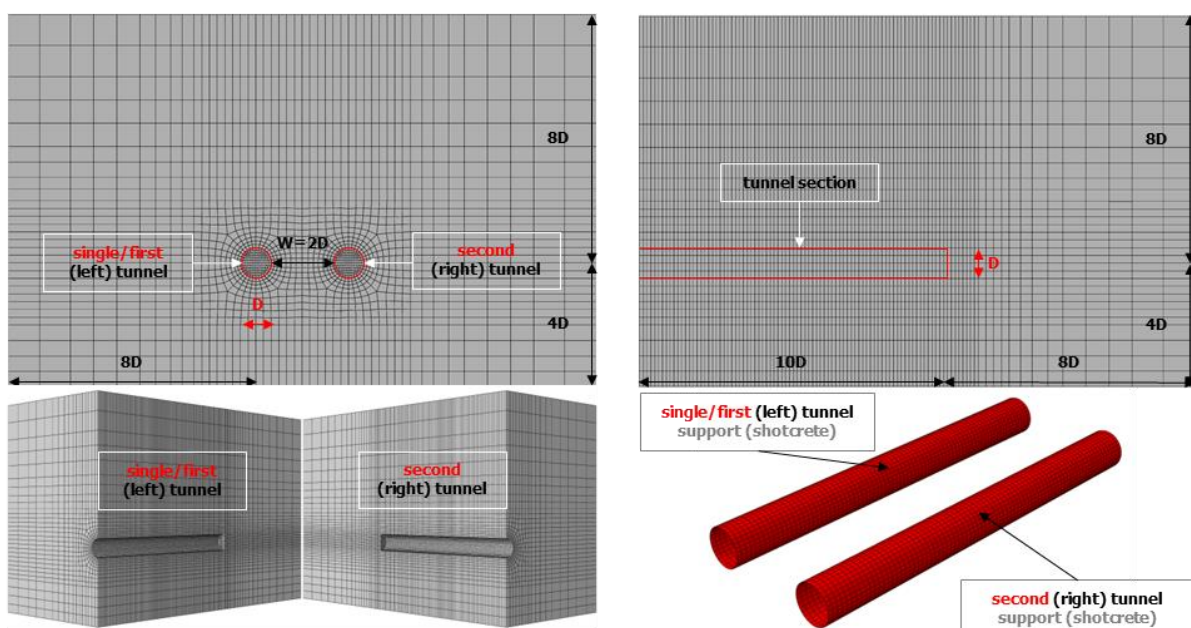 8D
single/first
(left) tunnel
W=2D
second
(right) tunnel
D
4D
8D
8D
tunnel section
D
4D
10D
8D
single/first
(left) tunnel
second
(right) tunnel
single/first (left) tunnel
support (shotcrete)
second (right) tunnel
support (shotcrete)